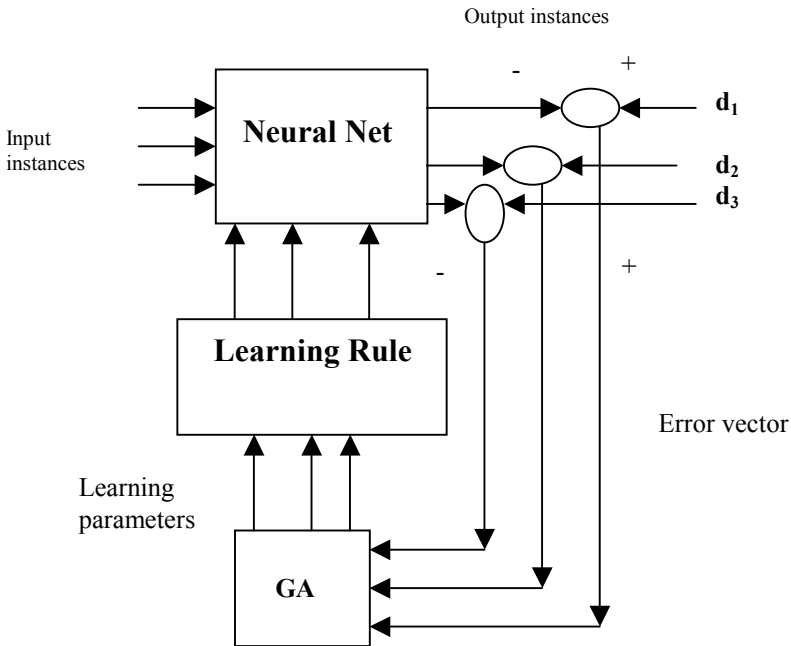 Output instances
- +
Neural Net
d₁
Input
instances
d₂
d₃
- +
Learning Rule
Error vector
Learning
parameters
GA